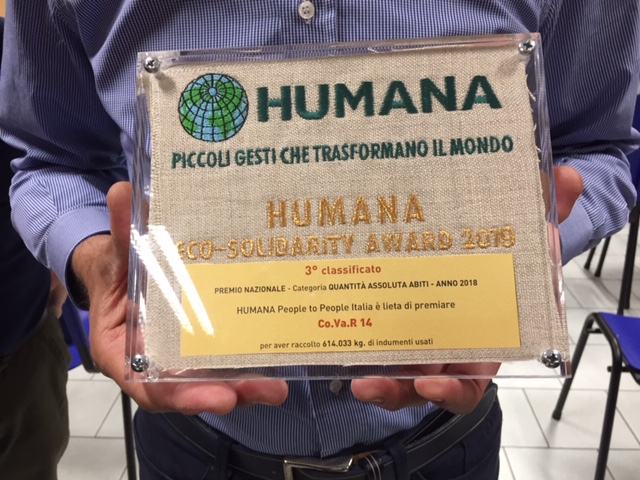 HUMANA
PICCOLI GESTI CHE TRASFORMANO IL MONDO
HUMANA
ECO-SOLIDARITY AWARD 2019
3° classificato
PREMIO NAZIONALE - Categoria QUANTITÀ ASSOLUTA ABITI - ANNO 2018
HUMANA People to People Italia è lieta di premiare
Co.Va.R 14
per aver raccolto 614.033 kg. di indumenti usati